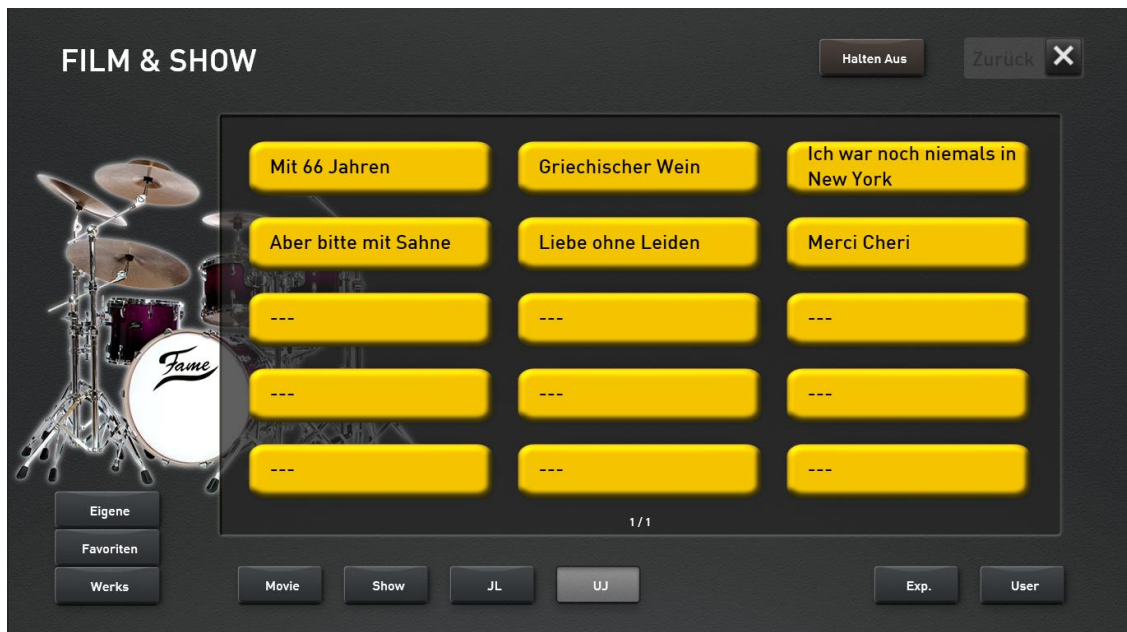 FILM & SHOW
Halten Aus
Zurück
Mit 66 Jahren
Griechischer Wein
Ich war noch niemals in
New York
Aber bitte mit Sahne
Liebe ohne Leiden
Merci Cheri
---
---
---
---
---
---
---
---
---
Fame
1/1
Eigene
Favoriten
Werks
Movie
Show
JL
UJ
Exp.
User